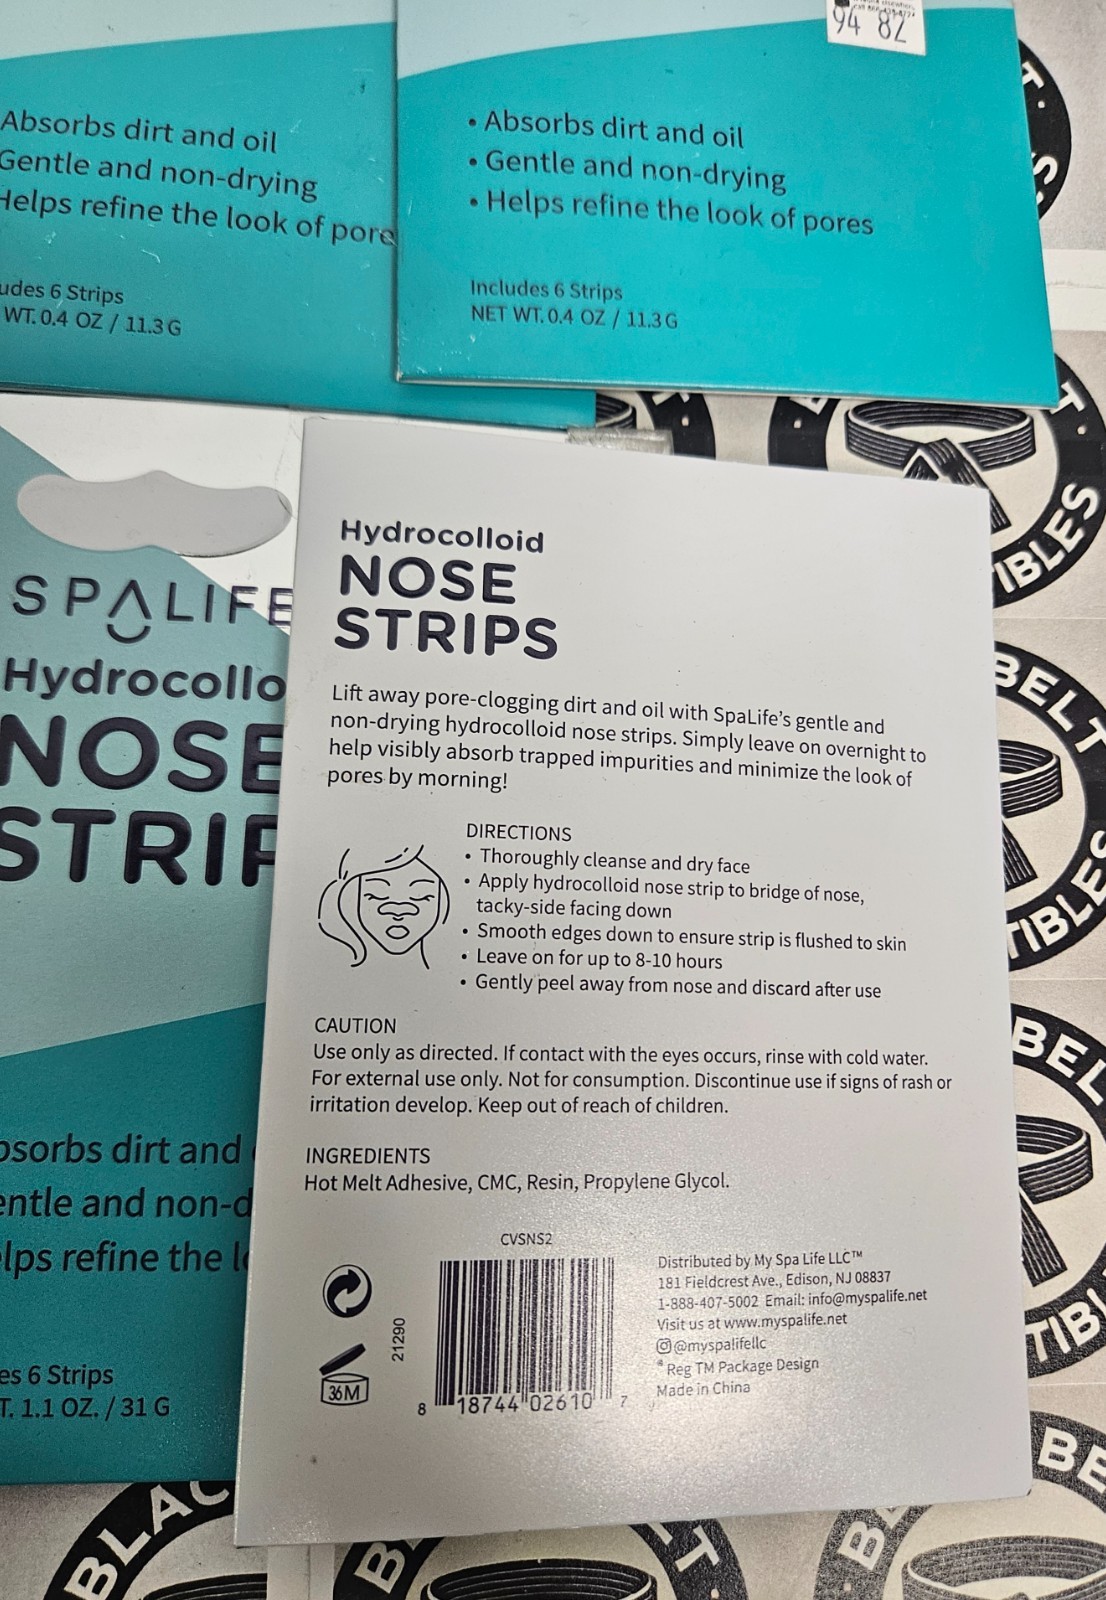 94 82
Absorbs dirt and oil
Gentle and non-drying
Helps refine the look of pore
udes 6 Strips
WT. 0.4 OZ / 11.3 G
• Absorbs dirt and oil
• Gentle and non-drying
• Helps refine the look of pores
Includes 6 Strips
NET WT. 0.4 OZ / 11.3 G
SPALIFE
Hydrocollo
NOSE
STRIP
bsorbs dirt and
entle and non-d
elps refine the l
es 6 Strips
T. 1.1 OZ. / 31 G
Hydrocolloid
NOSE
STRIPS
Lift away pore-clogging dirt and oil with SpaLife's gentle and
non-drying hydrocolloid nose strips. Simply leave on overnight to
help visibly absorb trapped impurities and minimize the look of
pores by morning!
DIRECTIONS
• Thoroughly cleanse and dry face
• Apply hydrocolloid nose strip to bridge of nose,
tacky-side facing down
• Smooth edges down to ensure strip is flushed to skin
• Leave on for up to 8-10 hours
• Gently peel away from nose and discard after use
CAUTION
Use only as directed. If contact with the eyes occurs, rinse with cold water.
For external use only. Not for consumption. Discontinue use if signs of rash or
irritation develop. Keep out of reach of children.
INGREDIENTS
Hot Melt Adhesive, CMC, Resin, Propylene Glycol.
CVSNS2
21290
36M
8 18744 02610 7
Distributed by My Spa Life LLC™
181 Fieldcrest Ave., Edison, NJ 08837
1-888-407-5002 Email: info@myspalife.net
Visit us at www.myspalife.net
@myspalifellc
Reg TM Package Design
Made in China
T.
T.
IBLES
BELT
TIBLES
BEL
TIBL
BE
BLAC
BL
T.
BL